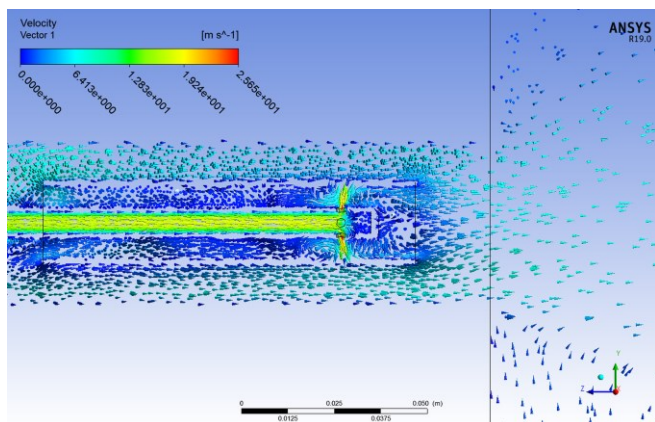 Velocity
Vector 1
[m s^-1]
0.000e+000
6.413e+000
1.283e+001
1.924e+001
2.565e+001
ANSYS
R19.0
Y
Z
0 0.025 0.050 (m)
0.0125 0.0375